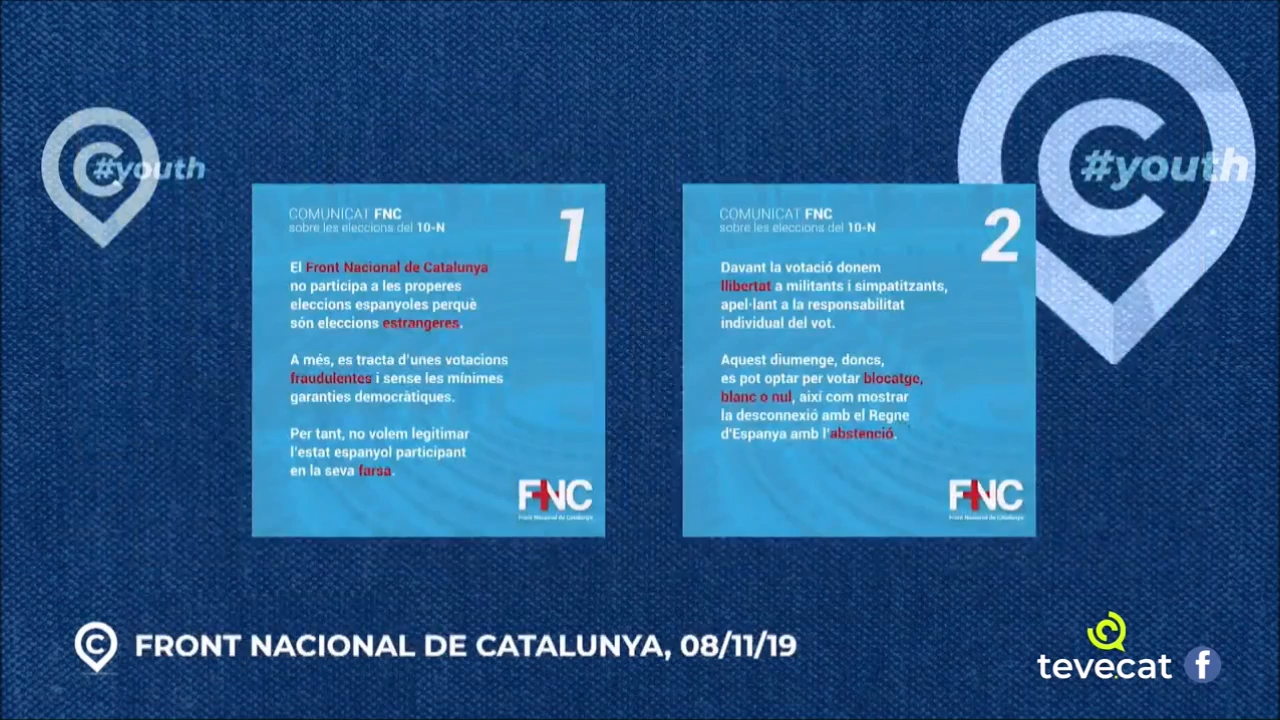 #youth
#youth
COMUNICAT FNC
sobre les eleccions del 10-N
1
El Front Nacional de Catalunya
no participa a les properes
eleccions espanyoles perquè
són eleccions estrangeres.
A més, es tracta d'unes votacions
fraudulentes i sense les mínimes
garanties democràtiques.
Per tant, no volem legitimar
l'estat espanyol participant
en la seva farsa.
FNC
Front Nacional de Catalunya
COMUNICAT FNC
sobre les eleccions del 10-N
2
Davant la votació donem
llibertat a militants i simpatitzants,
apel·lant a la responsabilitat
individual del vot.
Aquest diumenge, doncs,
es pot optar per votar blocatge,
blanc o nul, així com mostrar
la desconnexió amb el Regne
d'Espanya amb l'abstenció.
FNC
Front Nacional de Catalunya
FRONT NACIONAL DE CATALUNYA, 08/11/19
teve.cat f